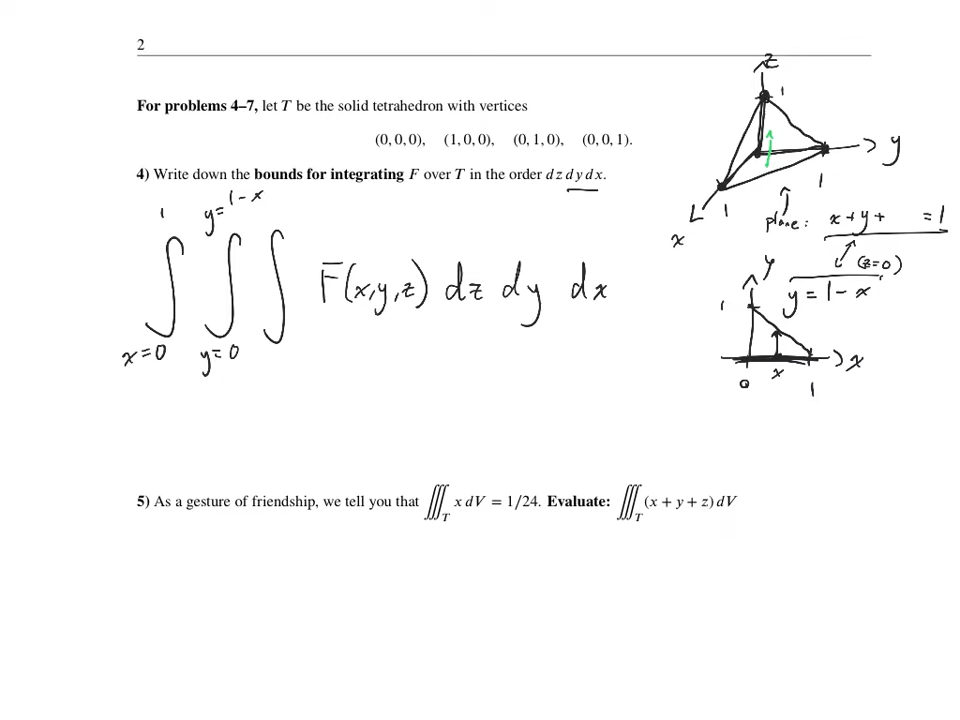 2
For problems 4–7, let T be the solid tetrahedron with vertices
(0, 0, 0), (1, 0, 0), (0, 1, 0), (0, 0, 1).
4) Write down the bounds for integrating F over T in the order dz dy dx.
z
1
y
1
1
x
plane: x+y+ =1
(z=0)
y=1-x
y
1
x
0
x
1
1
y=1-x
∫ ∫ ∫ F(x,y,z) dz dy dx
x=0
y=0
5) As a gesture of friendship, we tell you that ∭_T x dV = 1/24. Evaluate: ∭_T (x + y + z) dV